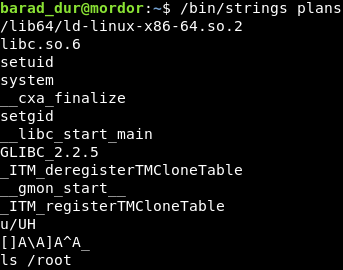 barad_dur@mordor:~$ /bin/strings plans
/lib64/ld-linux-x86-64.so.2
libc.so.6
setuid
system
__cxa_finalize
setgid
__libc_start_main
GLIBC_2.2.5
_ITM_deregisterTMCloneTable
__gmon_start__
_ITM_registerTMCloneTable
u/UH
[]A\A]A^A_
ls /root